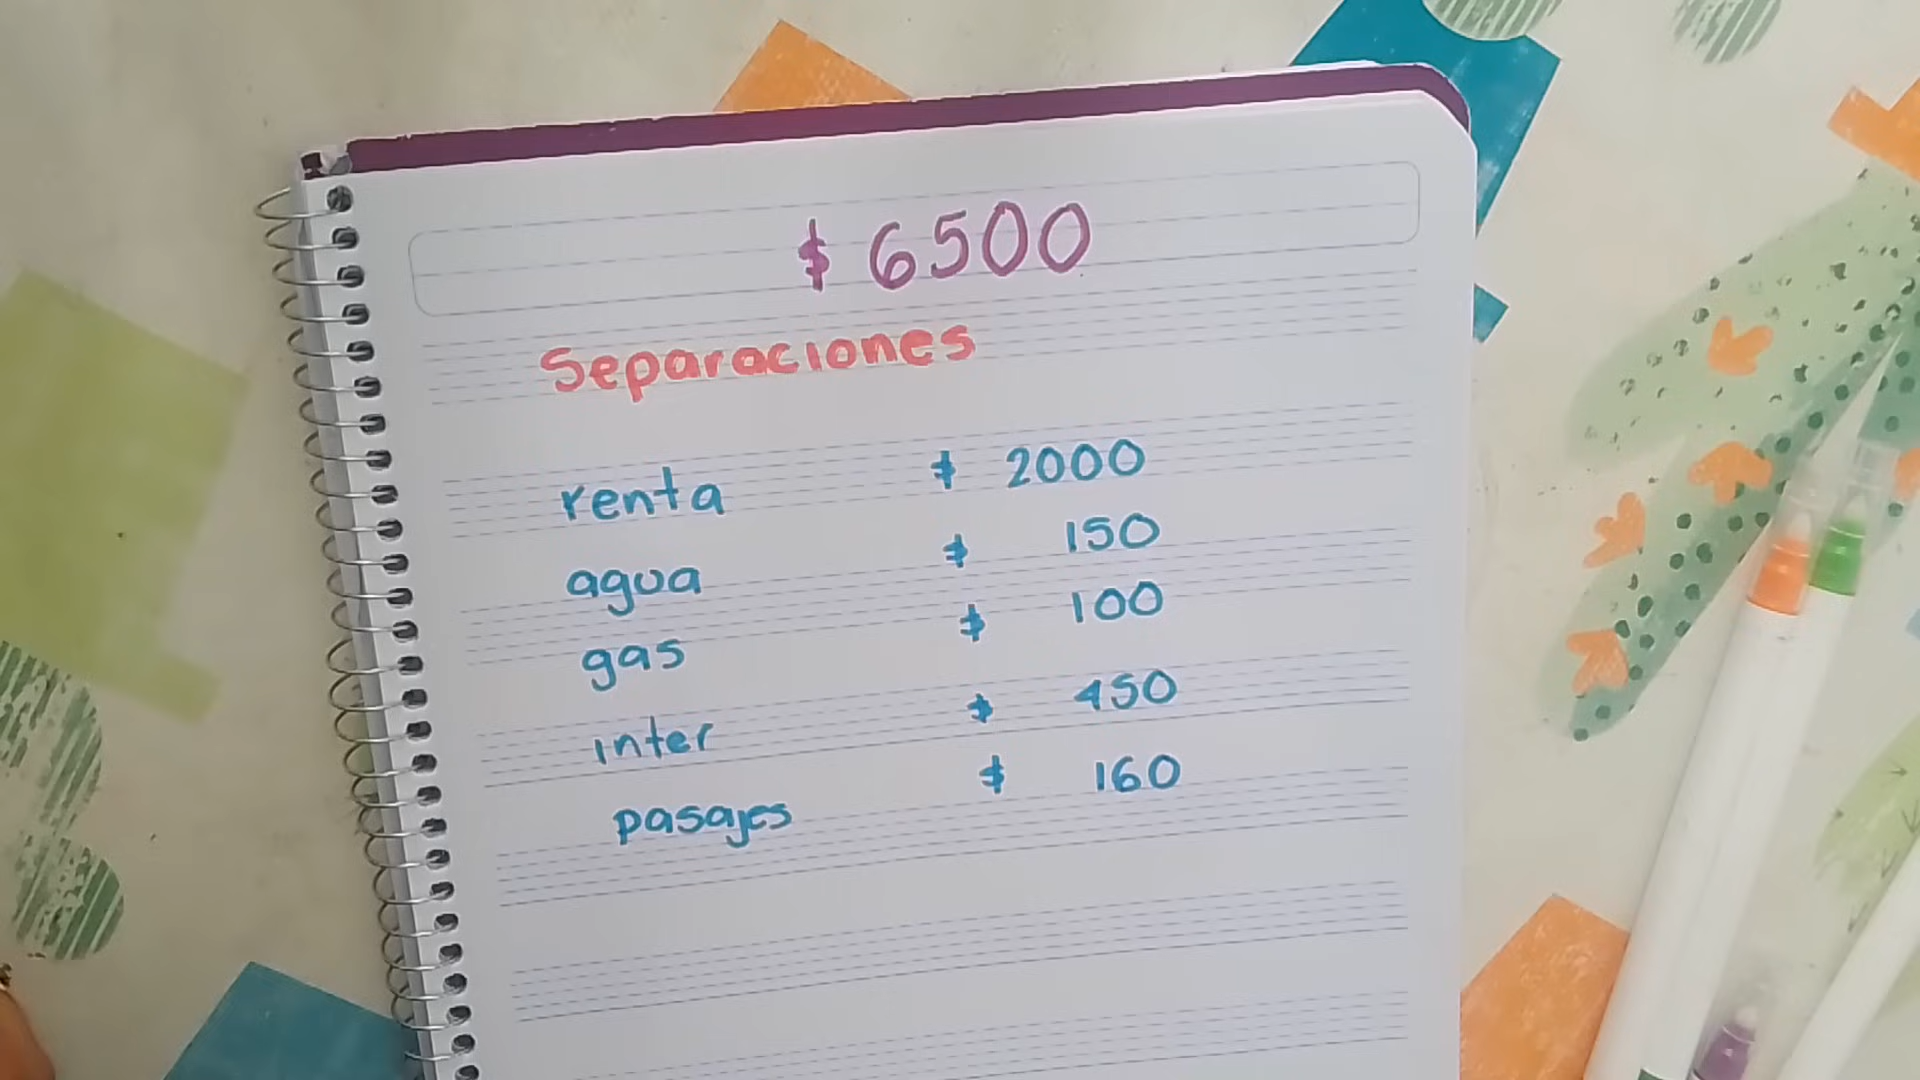 $ 6500
Separaciones
renta $ 2000
agua $ 150
gas $ 100
inter $ 450
pasajes $ 160